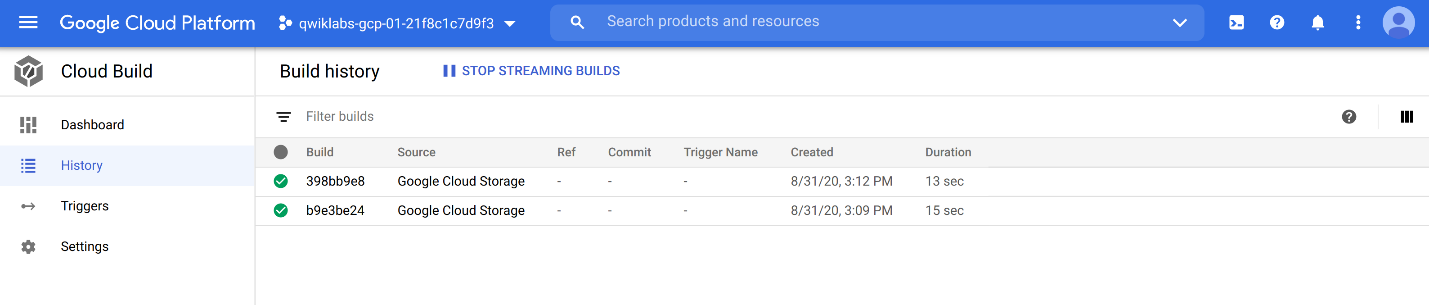 Google Cloud Platform qwiklabs-gcp-01-21f8c1c7d9f3 Search products and resources
Cloud Build Build history STOP STREAMING BUILDS
Dashboard
History
Triggers
Settings
Filter builds
Build Source Ref Commit Trigger Name Created Duration
398bb9e8 Google Cloud Storage - - - 8/31/20, 3:12 PM 13 sec
b9e3be24 Google Cloud Storage - - - 8/31/20, 3:09 PM 15 sec